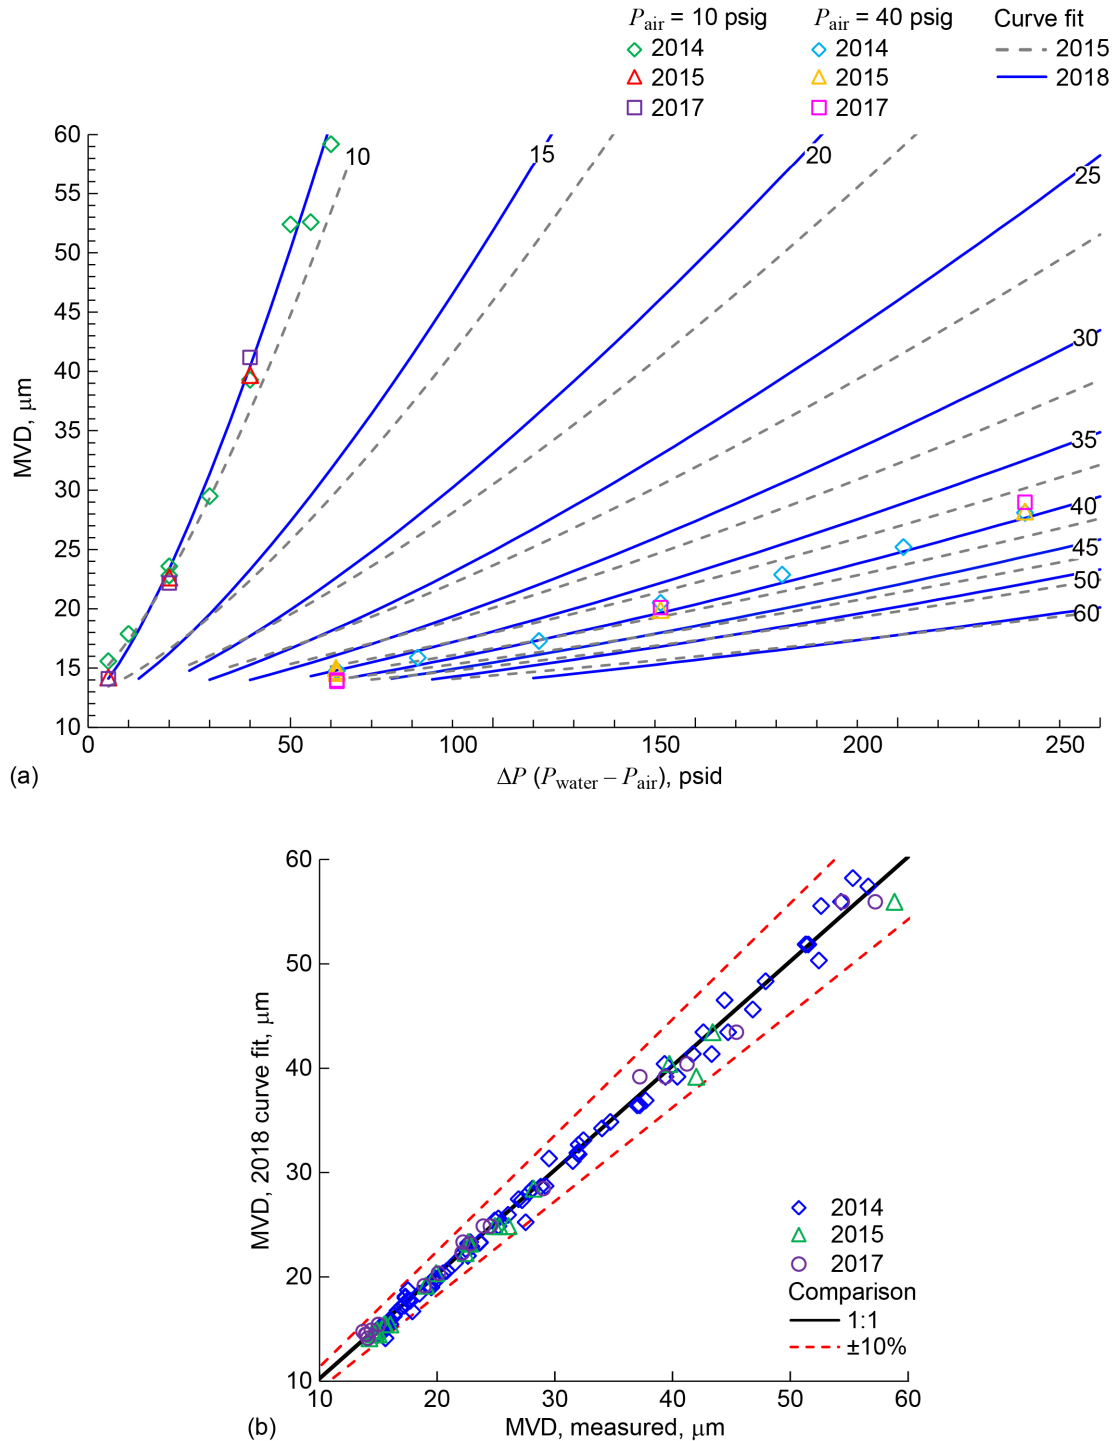 P_air = 10 psig P_air = 40 psig Curve fit
2014 2014 2015
2015 2015 2018
2017 2017
60
55
50
45
40
35
30
25
20
15
10
MVD, μm
10 15 20 25
30
35
40
45
50
60
0 50 100 150 200 250
(a) ΔP (P_water – P_air), psid
60
50
40
30
20
10
MVD, 2018 curve fit, μm
2014
2015
2017
Comparison
1:1
±10%
10 20 30 40 50 60
(b) MVD, measured, μm